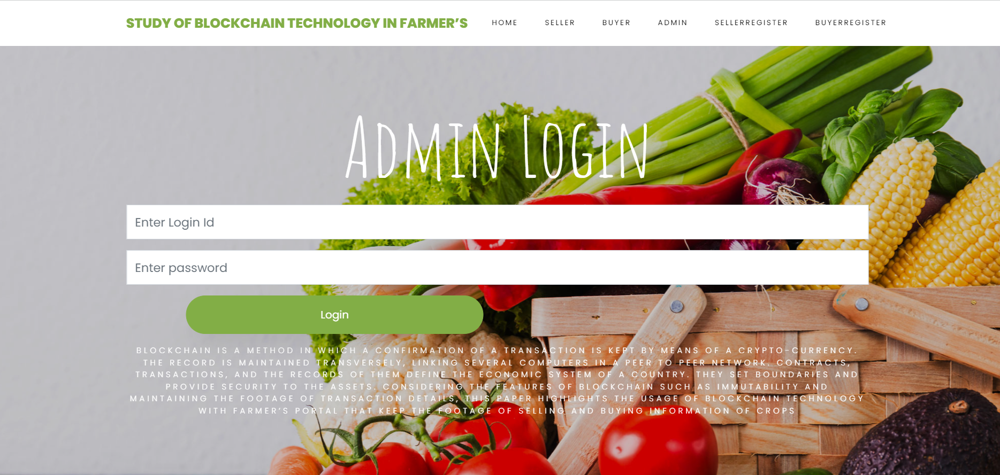 STUDY OF BLOCKCHAIN TECHNOLOGY IN FARMER’S HOME SELLER BUYER ADMIN SELLERREGISTER BUYERREGISTER
ADMIN LOGIN
Enter Login Id
Enter password
Login
BLOCKCHAIN IS A METHOD IN WHICH A CONFIRMATION OF A TRANSACTION IS KEPT BY MEANS OF A CRYPTO-CURRENCY.
THE RECORD IS MAINTAINED TRANSVERSELY, LINKING SEVERAL COMPUTERS IN A PEER TO PEER NETWORK. CONTRACTS,
TRANSACTIONS, AND THE RECORDS OF THEM DEFINE THE ECONOMIC SYSTEM OF A COUNTRY. THEY SET BOUNDARIES AND
PROVIDE SECURITY TO THE ASSETS. CONSIDERING THE FEATURES OF BLOCKCHAIN SUCH AS IMMUTABILITY AND
MAINTAINING THE FOOTAGE OF TRANSACTION DETAILS, THIS PAPER HIGHLIGHTS THE USAGE OF BLOCKCHAIN TECHNOLOGY
WITH FARMER’S PORTAL THAT KEEP THE FOOTAGE OF SELLING AND BUYING INFORMATION OF CROPS